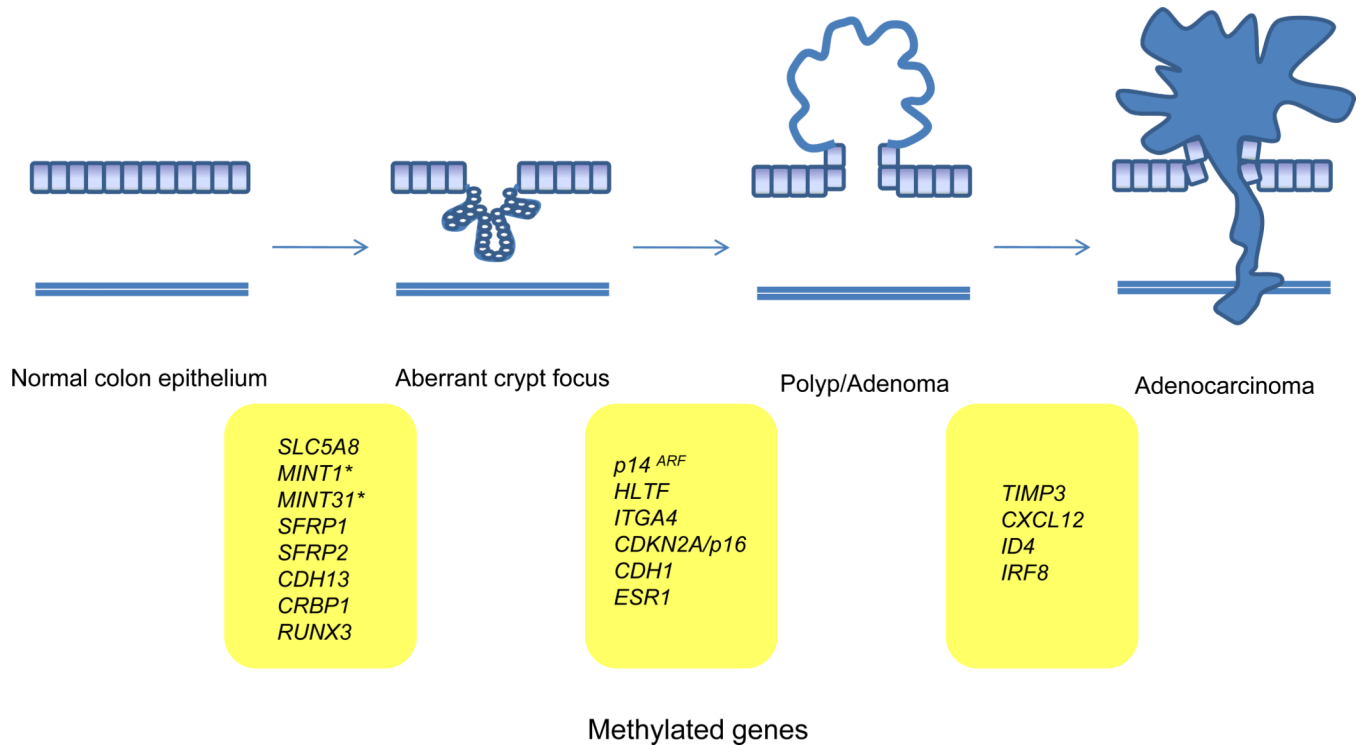 Normal colon epithelium
Aberrant crypt focus
Polyp/Adenoma
Adenocarcinoma
SLC5A8
MINT1*
MINT31*
SFRP1
SFRP2
CDH13
CRBP1
RUNX3
p14 ARF
HLTF
ITGA4
CDKN2A/p16
CDH1
ESR1
TIMP3
CXCL12
ID4
IRF8
Methylated genes